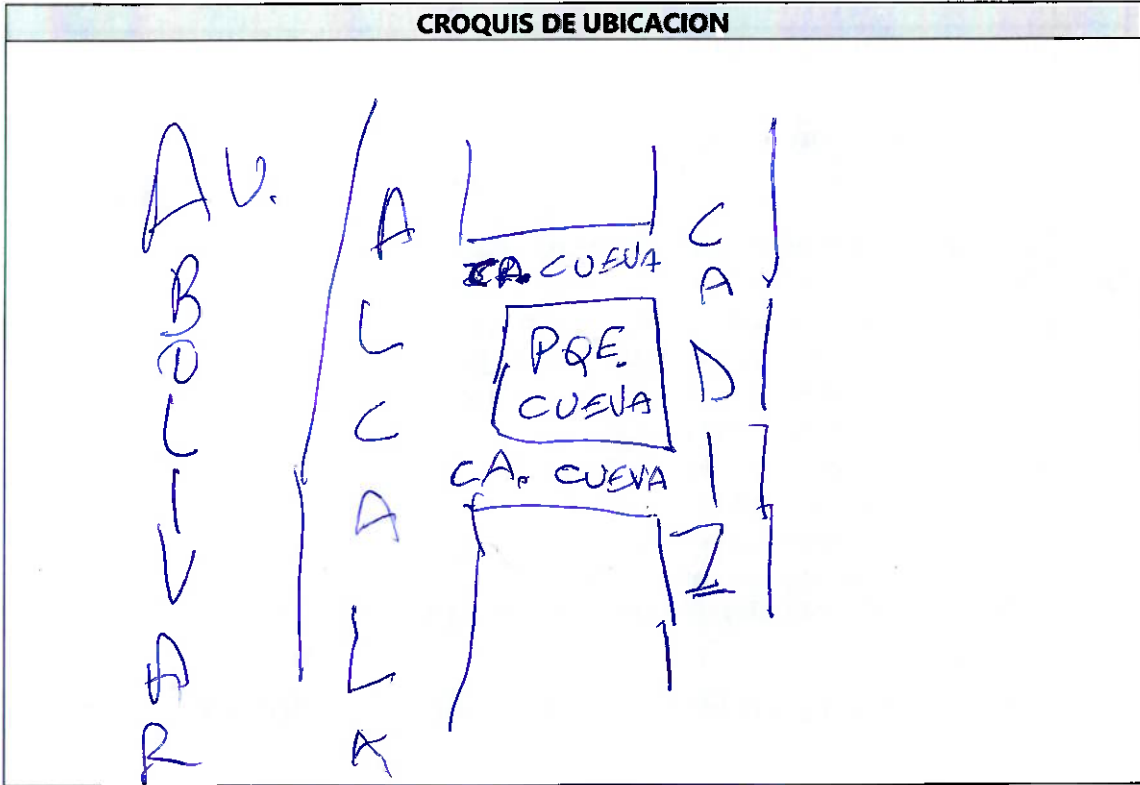 CROQUIS DE UBICACION
AV. BOLIVAR
ALCALA
CA. CUEVA
PQE.
CUEVA
CA. CUEVA
CADIZ